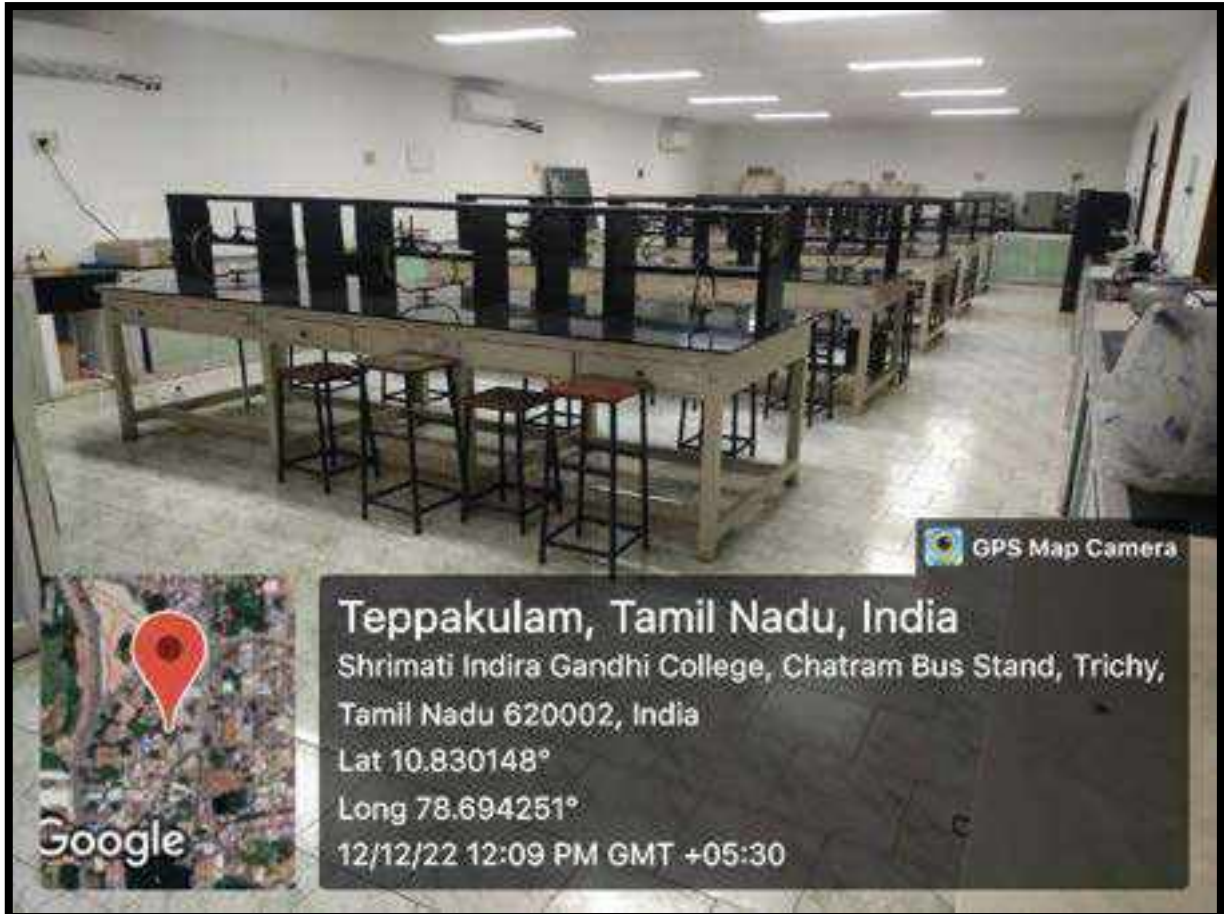 GPS Map Camera
Teppakulam, Tamil Nadu, India
Shrimati Indira Gandhi College, Chatram Bus Stand, Trichy,
Tamil Nadu 620002, India
Lat 10.830148°
Long 78.694251°
12/12/22 12:09 PM GMT +05:30
Google